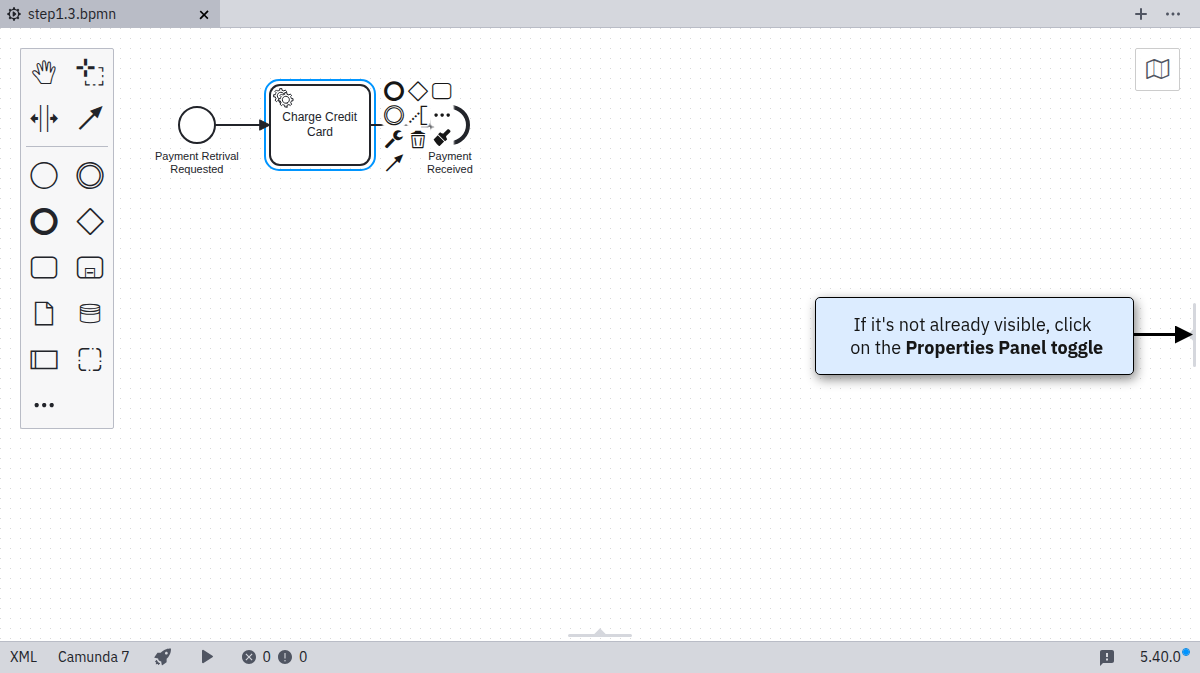 step1.3.bpmn
Charge Credit
Card
Payment Retrival
Requested
Payment
Received
If it's not already visible, click
on the Properties Panel toggle
XML Camunda 7 0 0 5.40.0